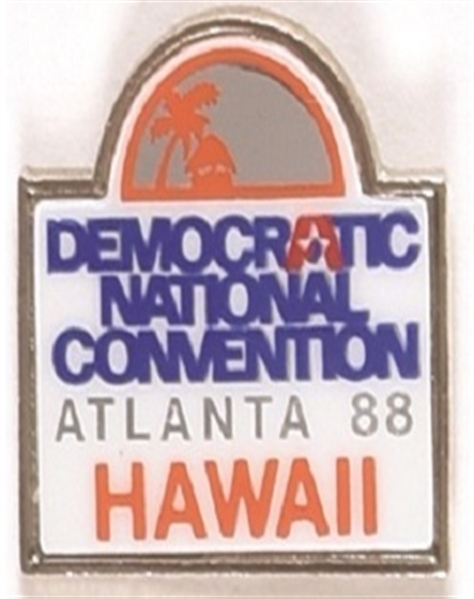 DEMOCRATIC
NATIONAL
CONVENTION
ATLANTA 88
HAWAII